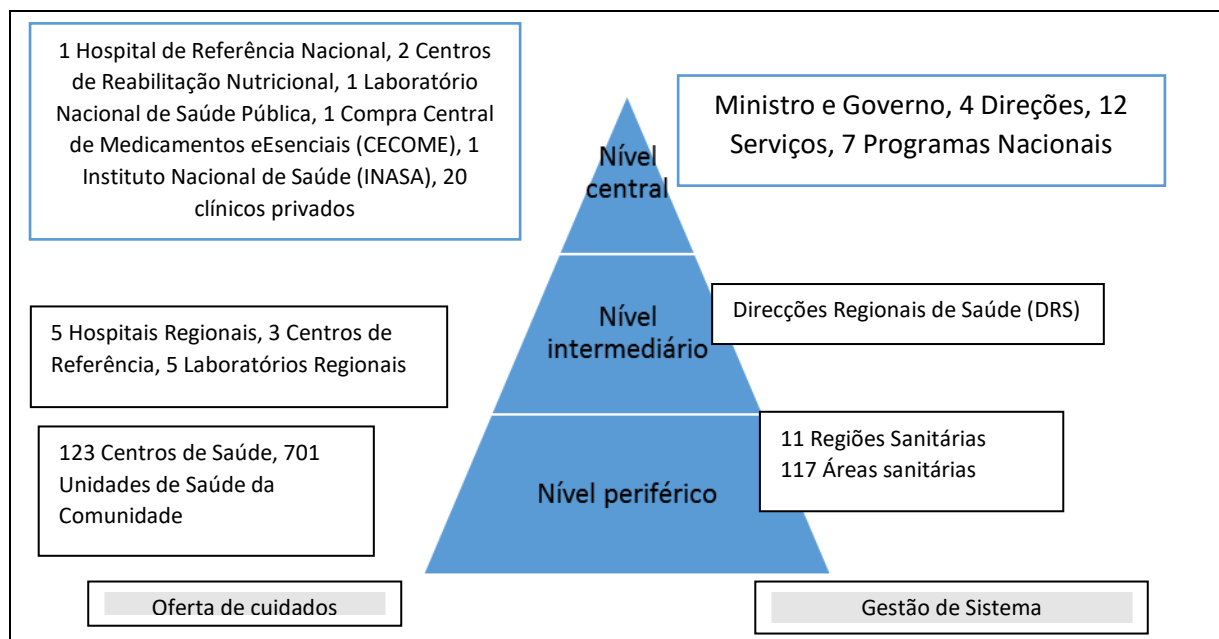 1 Hospital de Referência Nacional, 2 Centros
de Reabilitação Nutricional, 1 Laboratório
Nacional de Saúde Pública, 1 Compra Central
de Medicamentos eEsenciais (CECOME), 1
Instituto Nacional de Saúde (INASA), 20
clínicos privados
Ministro e Governo, 4 Direções, 12
Serviços, 7 Programas Nacionais
Nível
central
5 Hospitais Regionais, 3 Centros de
Referência, 5 Laboratórios Regionais
Nível
intermediário
Direcções Regionais de Saúde (DRS)
123 Centros de Saúde, 701
Unidades de Saúde da
Comunidade
Nível periférico
11 Regiões Sanitárias
117 Áreas sanitárias
Oferta de cuidados
Gestão de Sistema